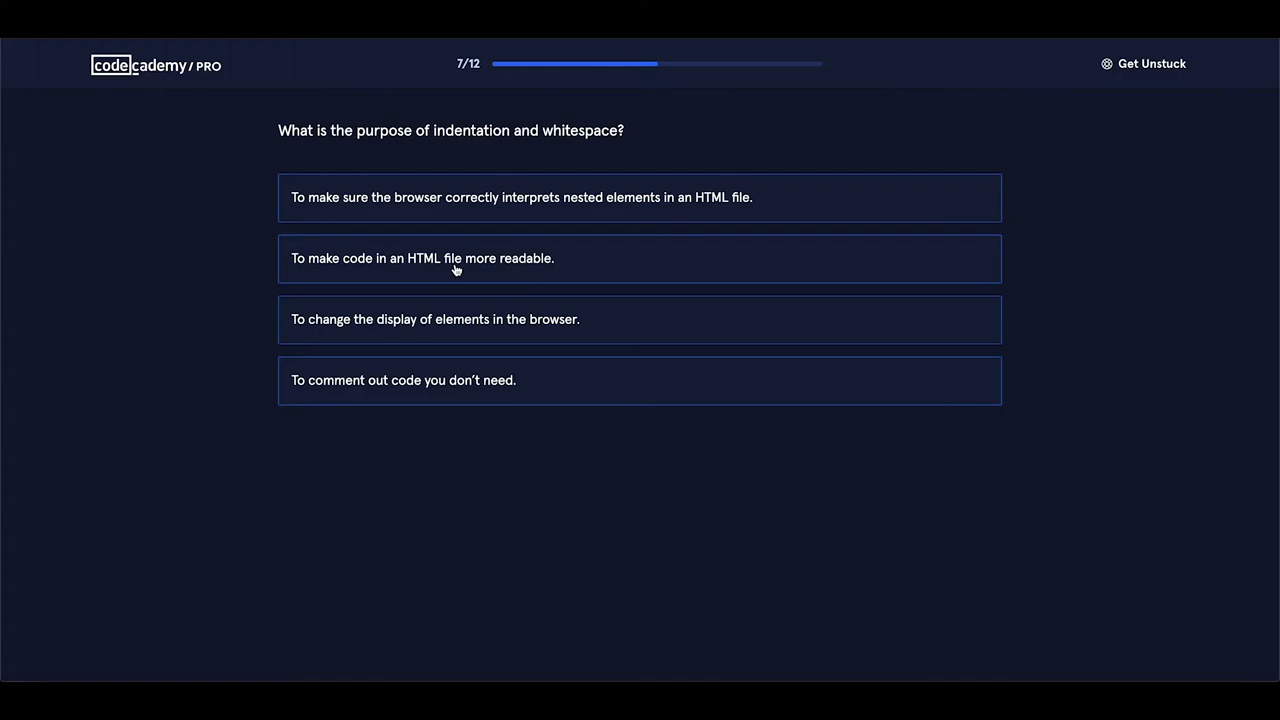 codecademy / PRO
7/12
Get Unstuck
What is the purpose of indentation and whitespace?
To make sure the browser correctly interprets nested elements in an HTML file.
To make code in an HTML file more readable.
To change the display of elements in the browser.
To comment out code you don’t need.